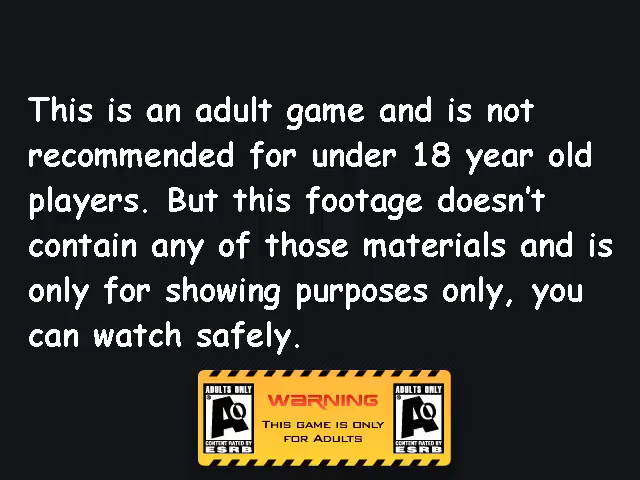 This is an adult game and is not
recommended for under 18 year old
players. But this footage doesn't
contain any of those materials and is
only for showing purposes only, you
can watch safely.
ADULTS ONLY
AO
CONTENT RATED BY
ESRB
WARNING
THIS GAME IS ONLY
FOR ADULTS
ADULTS ONLY
AO
CONTENT RATED BY
ESRB